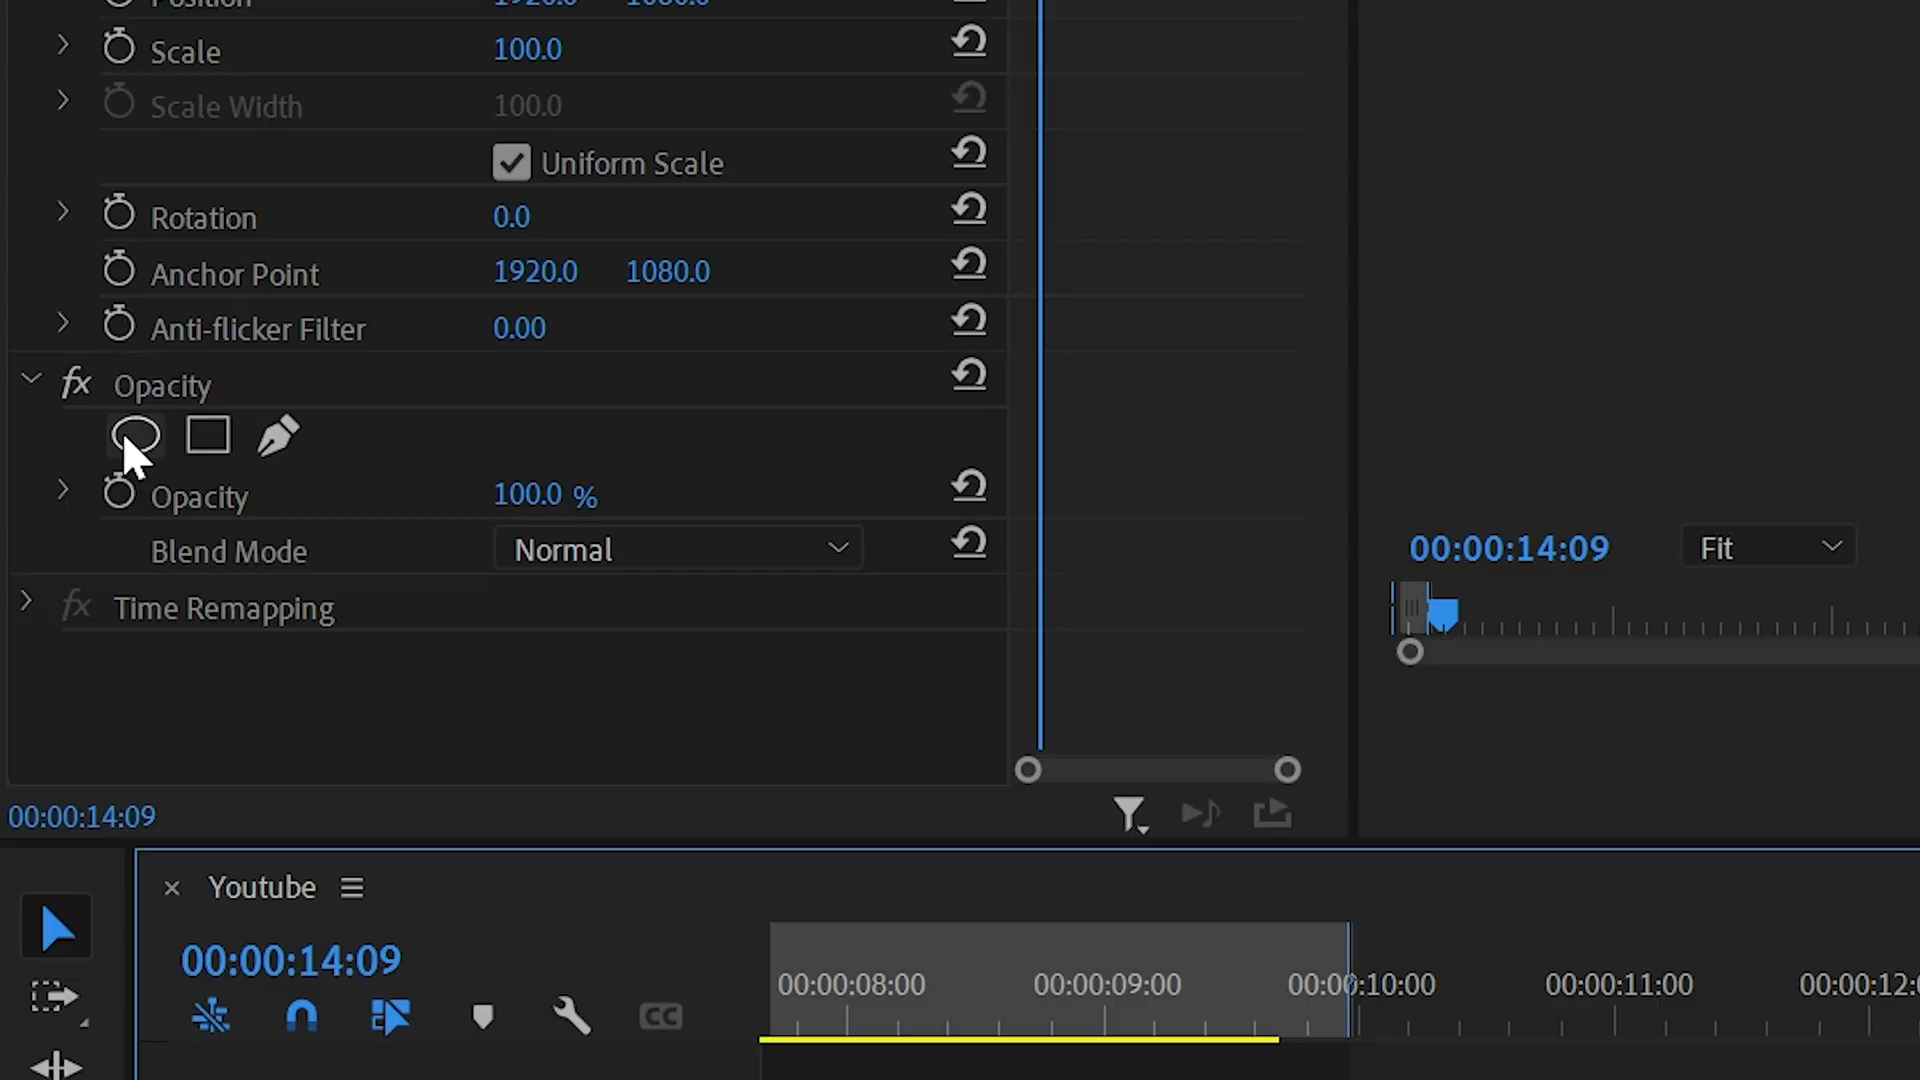 Position 1920.0 1080.0
Scale 100.0
Scale Width 100.0
Uniform Scale
Rotation 0.0
Anchor Point 1920.0 1080.0
Anti-flicker Filter 0.00
fx Opacity
Opacity 100.0 %
Blend Mode Normal
fx Time Remapping
00:00:14:09 Fit
00:00:14:09
× Youtube
00:00:14:09
00:00:08:00 00:00:09:00 00:00:10:00 00:00:11:00 00:00:12:
CC